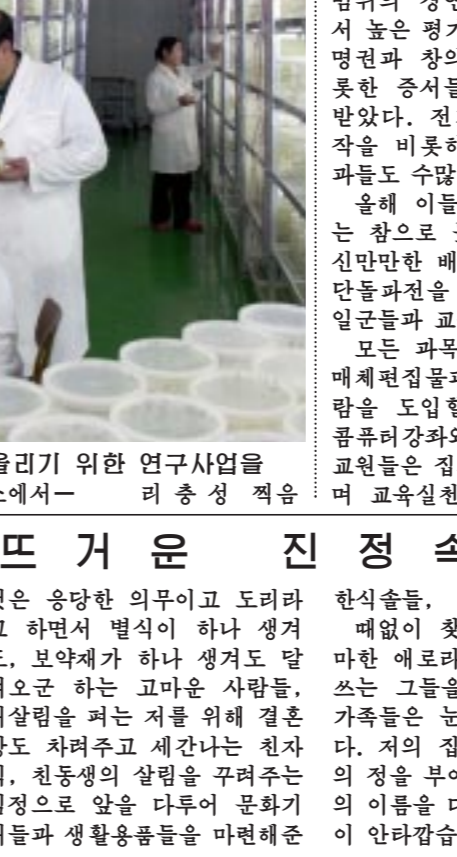 서 높은 평가
명권과 창의
롯한 증서들
받았다. 전
작을 비롯하
과들도 수많
올해 이들
는 참으로
신만만한 배
단돌파전을
일군들과 교
모든 과목
매체편집물과
람을 도입할
콤퓨터강좌와
교원들은 집
며 교육실천
올리기 위한 연구사업을
소에서― 리충성 찍음
뜨거운 진정 속
것은 응당한 의무이고 도리라
고 하면서 별식이 하나 생겨
도, 보약재가 하나 생겨도 달
려오군 하는 고마운 사람들,
새살림을 펴는 저를 위해 결혼
상도 차려주고 세간나는 친자
식, 친동생의 살림을 꾸려주는
심정으로 앞을 다투어 문화기
재들과 생활용품들을 마련해준
한식솔들,
때없이 찾
마한 애로라
쓰는 그들을
가족들은 눈
다. 저의 집
의 정을 부어
의 이름을 다
이 안타깝습